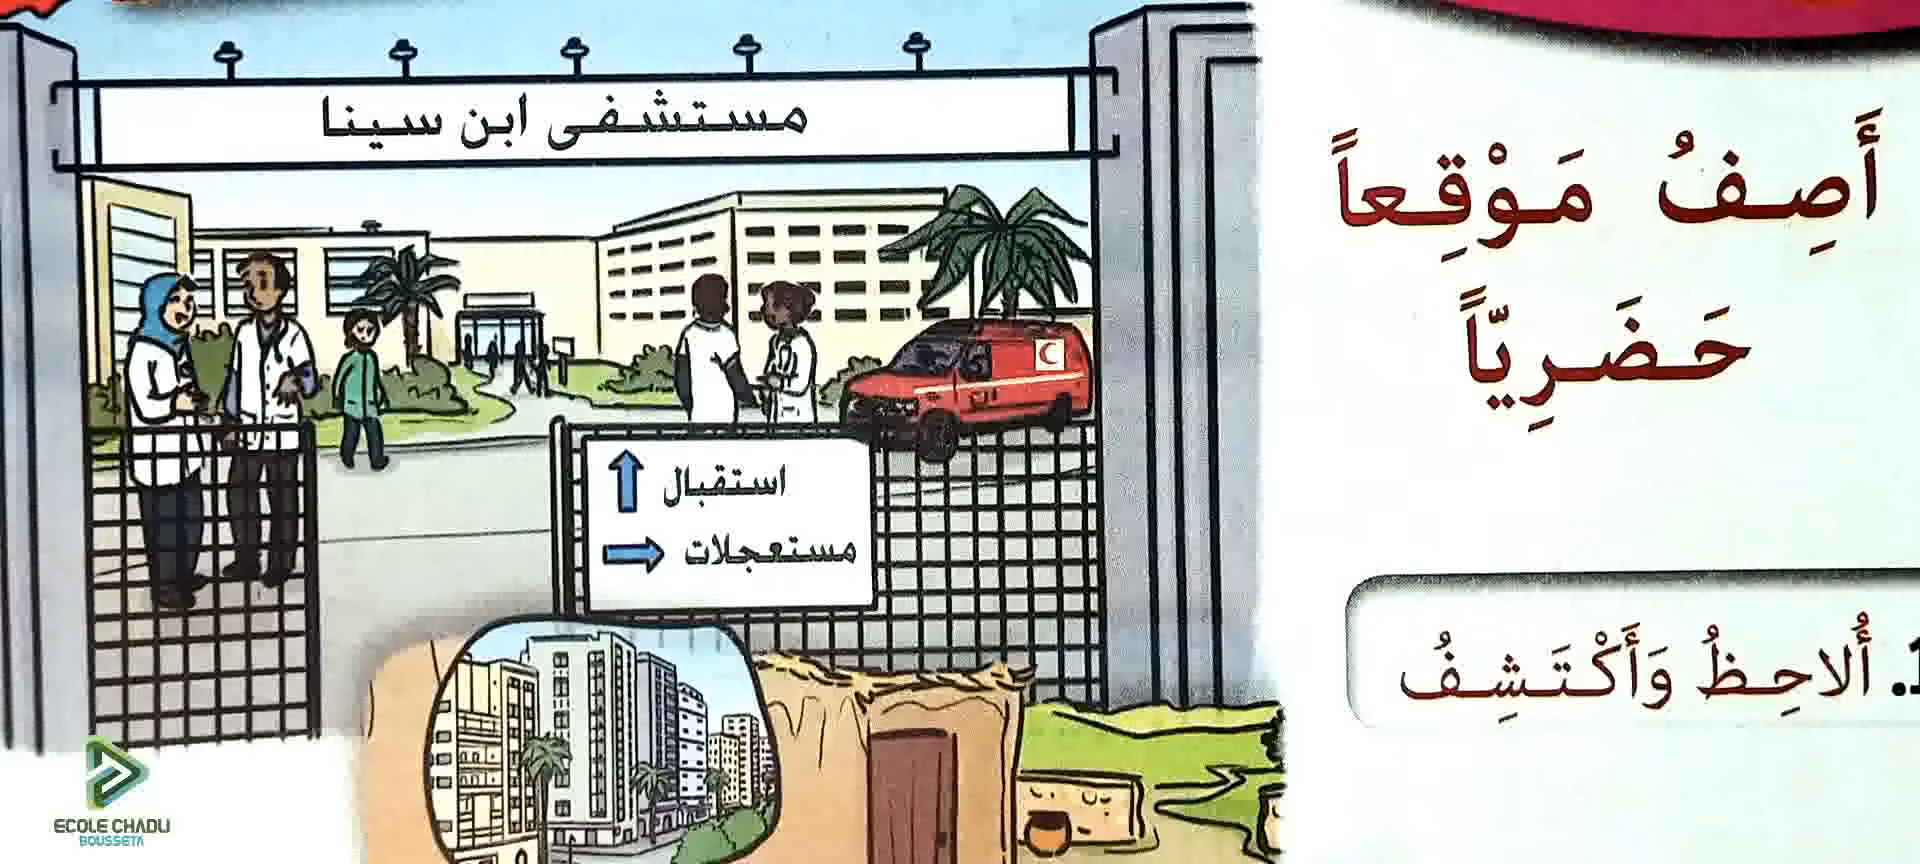 مستشفى ابن سينا
أَصِفُ مَوْقِعاً
حَضَرِيّاً
استقبال
مستعجلات
1. أُلاحِظُ وَأَكْتَشِفُ
ECOLE CHADLI
BOUSSETA